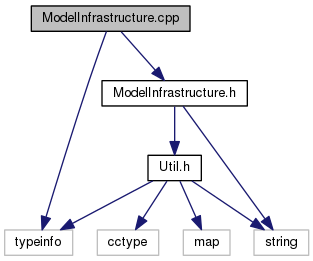 ModelInfrastructure.cpp
ModelInfrastructure.h
Util.h
typeinfo
cctype
map
string